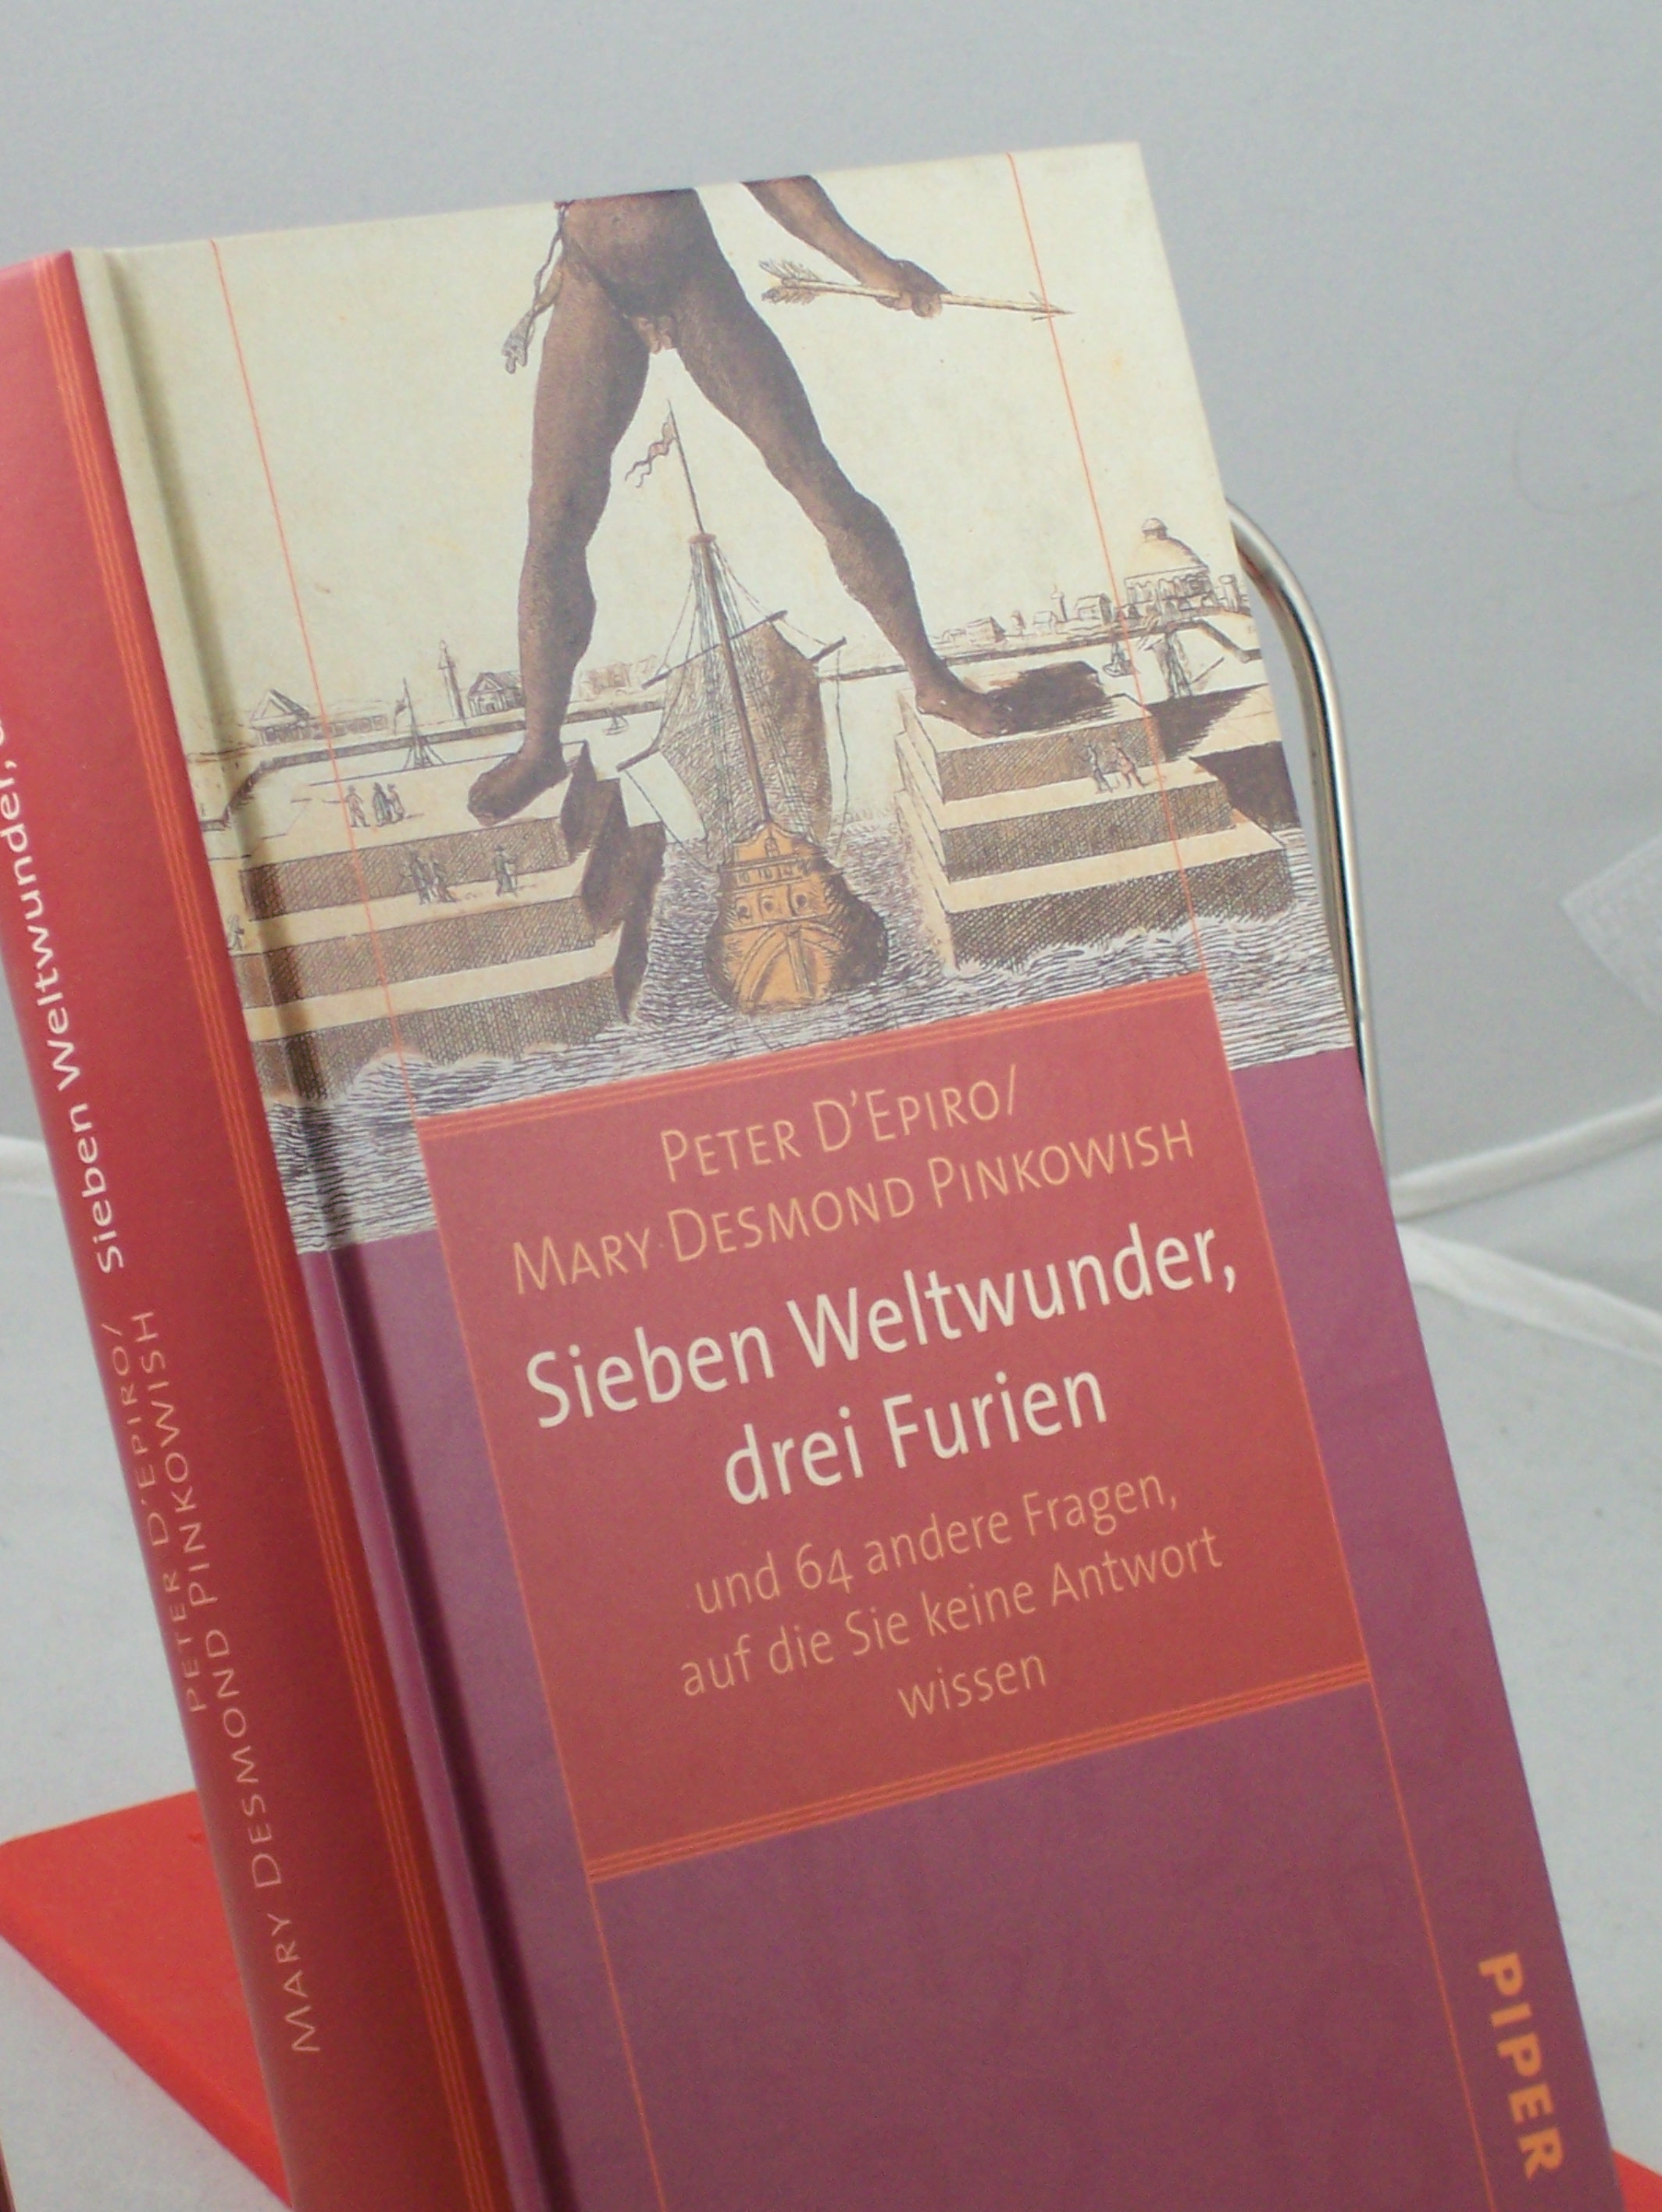 PETER D'EPIRO/
MARY DESMOND PINKOWISH
Sieben Weltwunder,
drei Furien
und 64 andere Fragen,
auf die Sie keine Antwort
wissen
PIPER
PETER D'EPIRO/
MARY DESMOND PINKOWISH
Sieben Weltwunder,